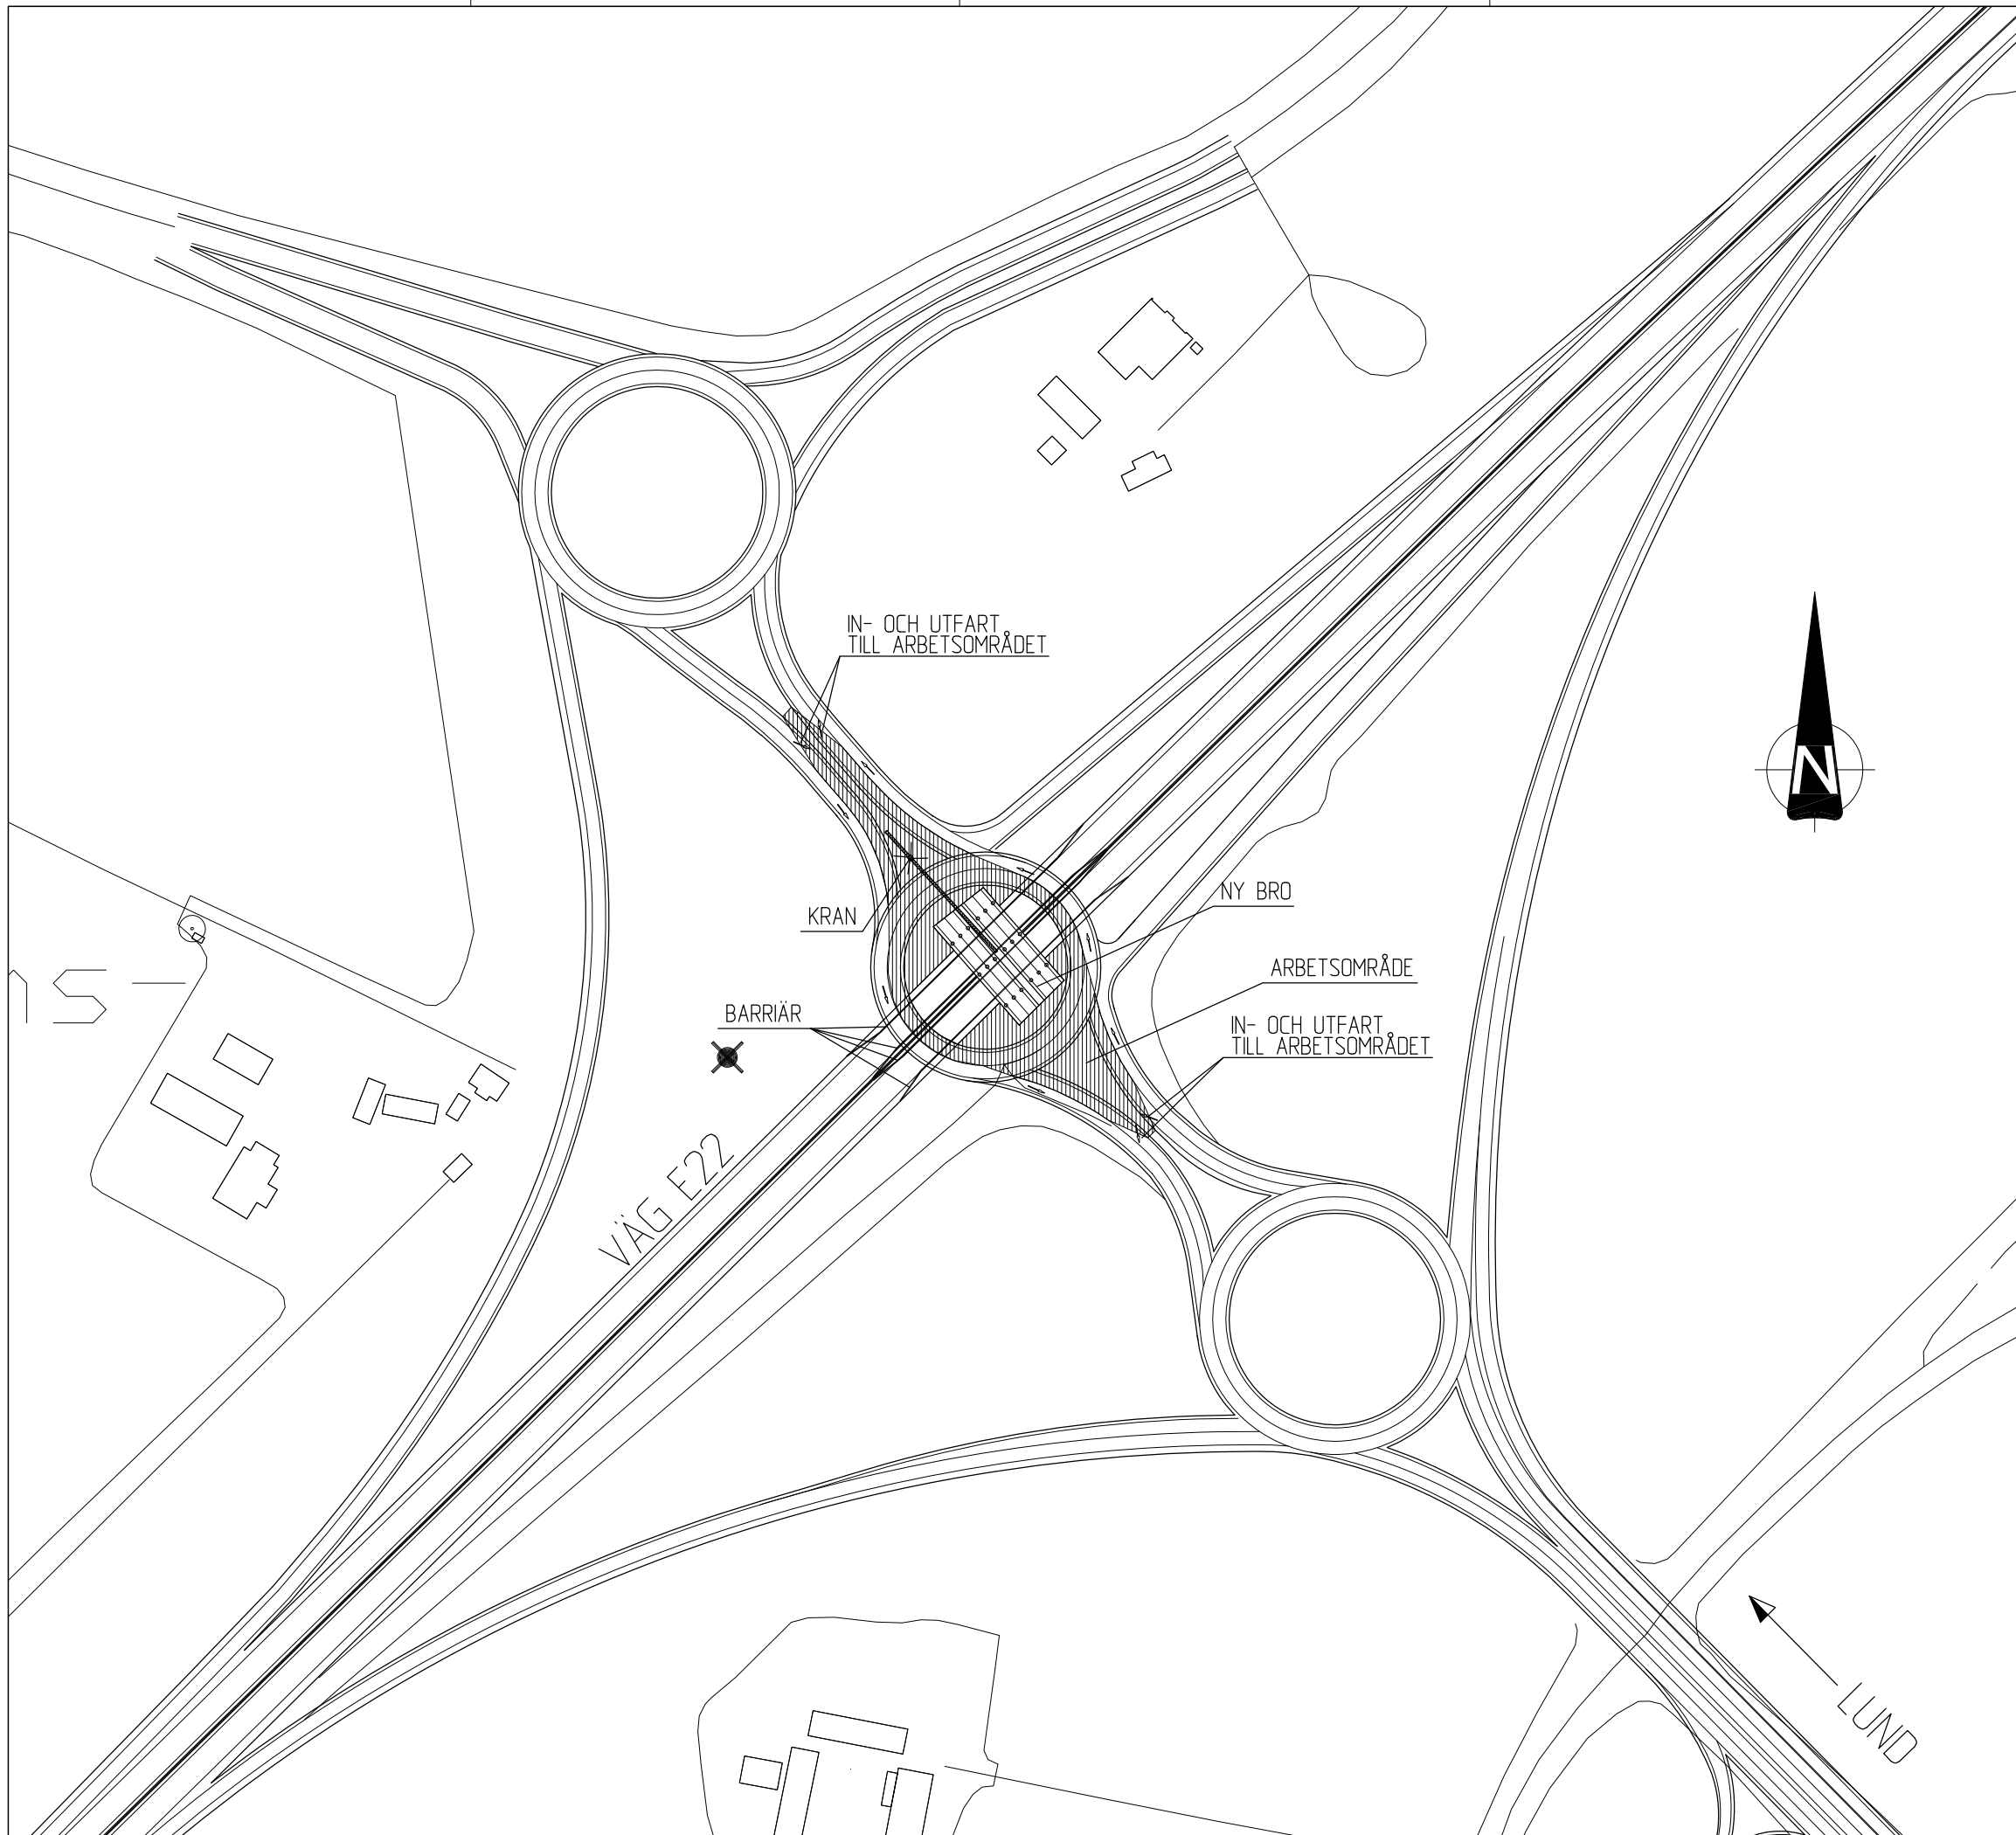 IN- OCH UTFART
TILL ARBETSOMRÅDET
N
NY BRO
KRAN
ARBETSOMRÅDE
BARRIÄR
IN- OCH UTFART
TILL ARBETSOMRÅDET
VÄG E22
LUND